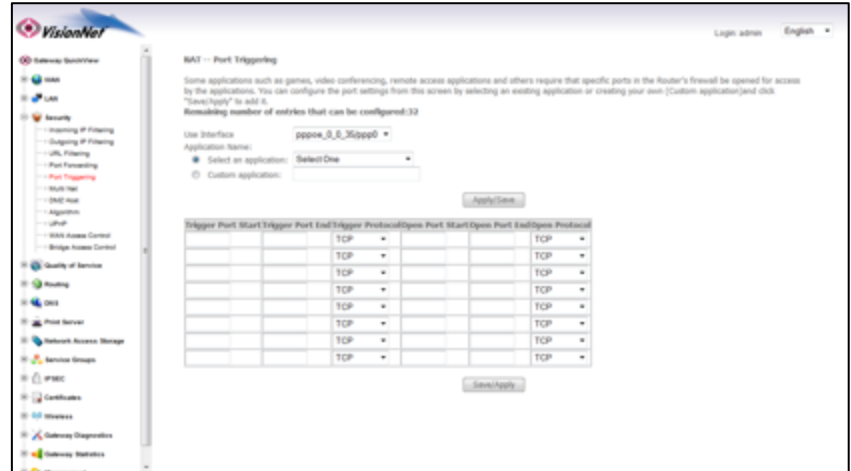 VisionNet
Login: admin
English
Gateway QuickView
WAN
LAN
Security
Incoming IP Filtering
Outgoing IP Filtering
URL Filtering
Port Forwarding
Port Triggering
Multi Nat
DMZ Host
Algorithm
UPnP
WAN Access Control
Bridge Access Control
Quality of Service
Routing
DNS
Print Server
Network Access Storage
Service Groups
IPSEC
Certificates
Wireless
Gateway Diagnostics
Gateway Statistics
NAT -- Port Triggering
Some applications such as games, video conferencing, remote access applications and others require that specific ports in the Router's firewall be opened for access
by the applications. You can configure the port settings from this screen by selecting an existing application or creating your own (Custom application)and click
"Save/Apply" to add it.
Remaining number of entries that can be configured:32
Use Interface pppoe_0_0_35/ppp0
Application Name:
Select an application: Select One
Custom application:
Apply/Save
Trigger Port Start Trigger Port End Trigger Protocol Open Port Start Open Port End Open Protocol
TCP TCP
TCP TCP
TCP TCP
TCP TCP
TCP TCP
TCP TCP
TCP TCP
TCP TCP
Save/Apply